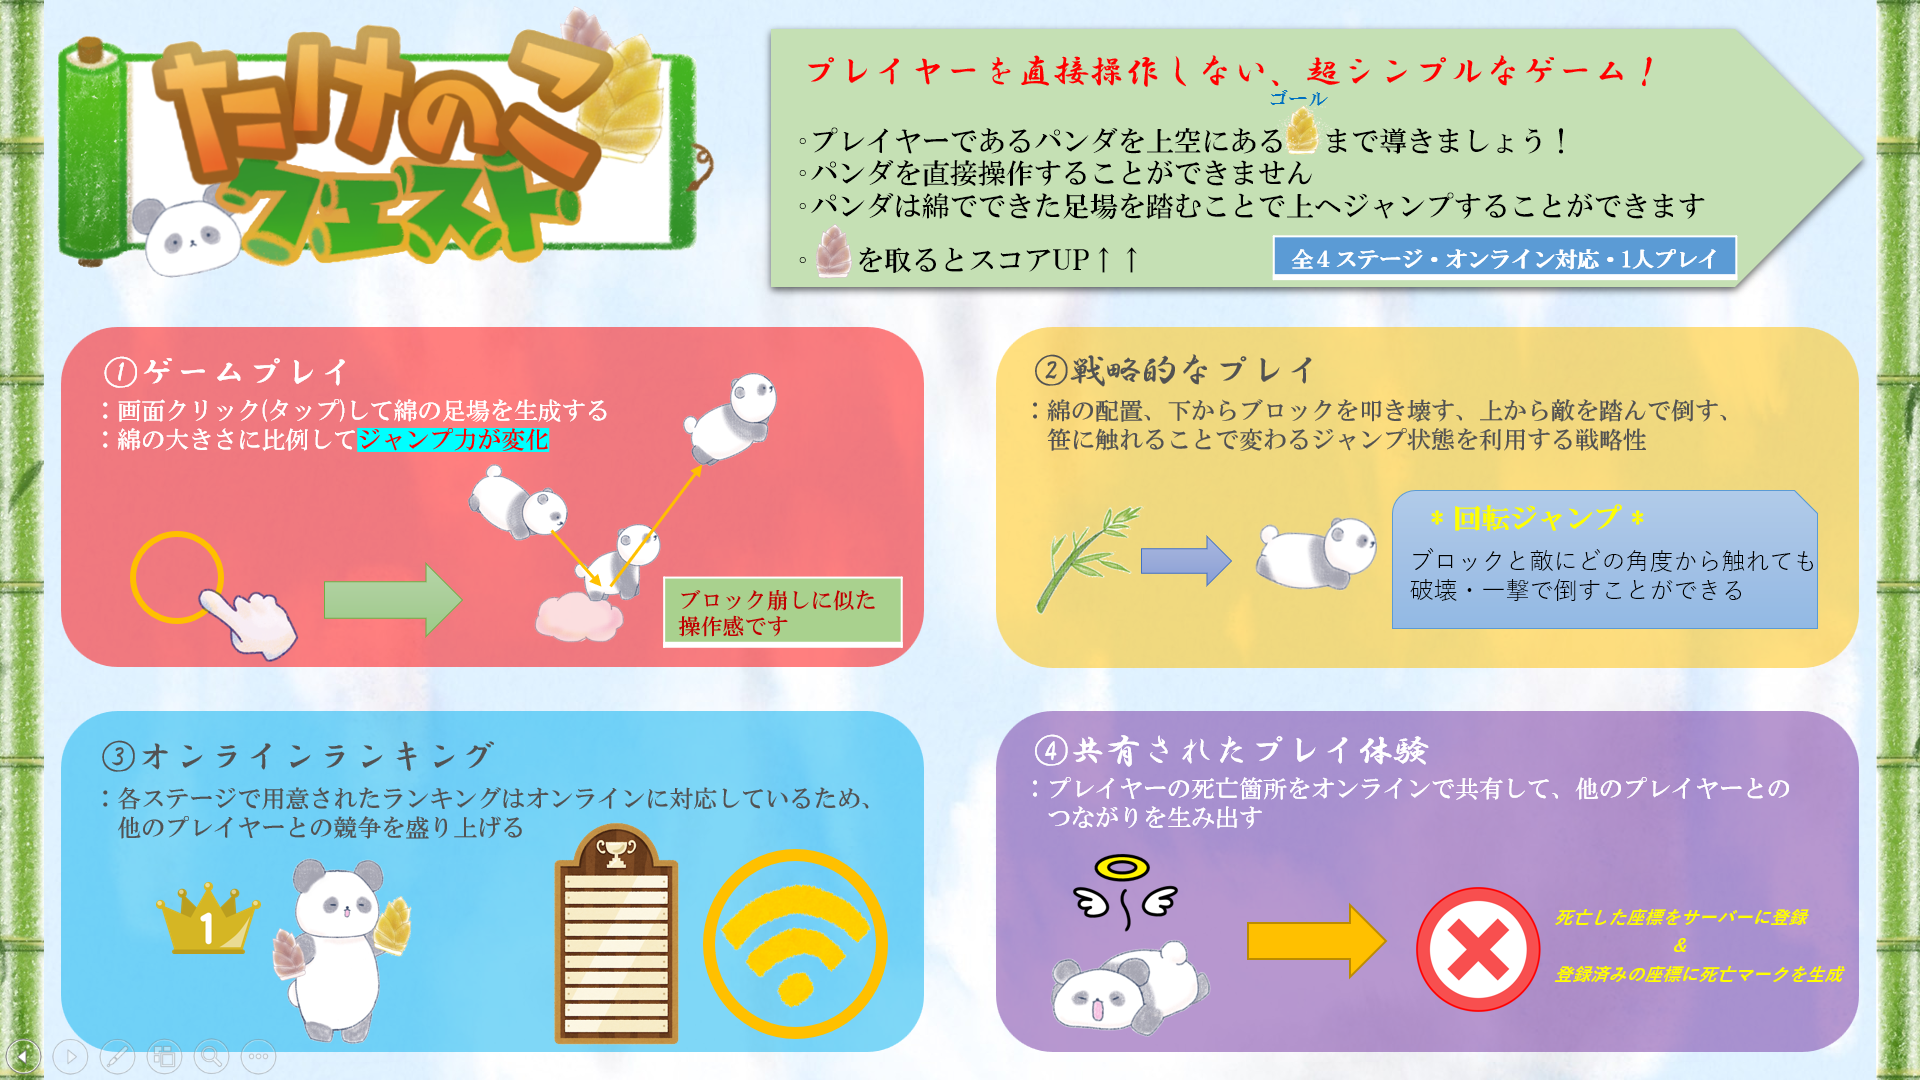 たけのこ
クエスト
プレイヤーを直接操作しない、超シンプルなゲーム！
ゴール
◦プレイヤーであるパンダを上空にある まで導きましょう！
◦パンダを直接操作することができません
◦パンダは綿でできた足場を踏むことで上へジャンプすることができます
◦ を取るとスコアUP↑↑
全４ステージ・オンライン対応・1人プレイ
①ゲームプレイ
：画面クリック(タップ)して綿の足場を生成する
：綿の大きさに比例してジャンプ力が変化
ブロック崩しに似た
操作感です
②戦略的なプレイ
：綿の配置、下からブロックを叩き壊す、上から敵を踏んで倒す、
笹に触れることで変わるジャンプ状態を利用する戦略性
* 回転ジャンプ *
ブロックと敵にどの角度から触れても
破壊・一撃で倒すことができる
③オンラインランキング
：各ステージで用意されたランキングはオンラインに対応しているため、
他のプレイヤーとの競争を盛り上げる
1
④共有されたプレイ体験
：プレイヤーの死亡箇所をオンラインで共有して、他のプレイヤーとの
つながりを生み出す
死亡した座標をサーバーに登録
&
登録済みの座標に死亡マークを生成